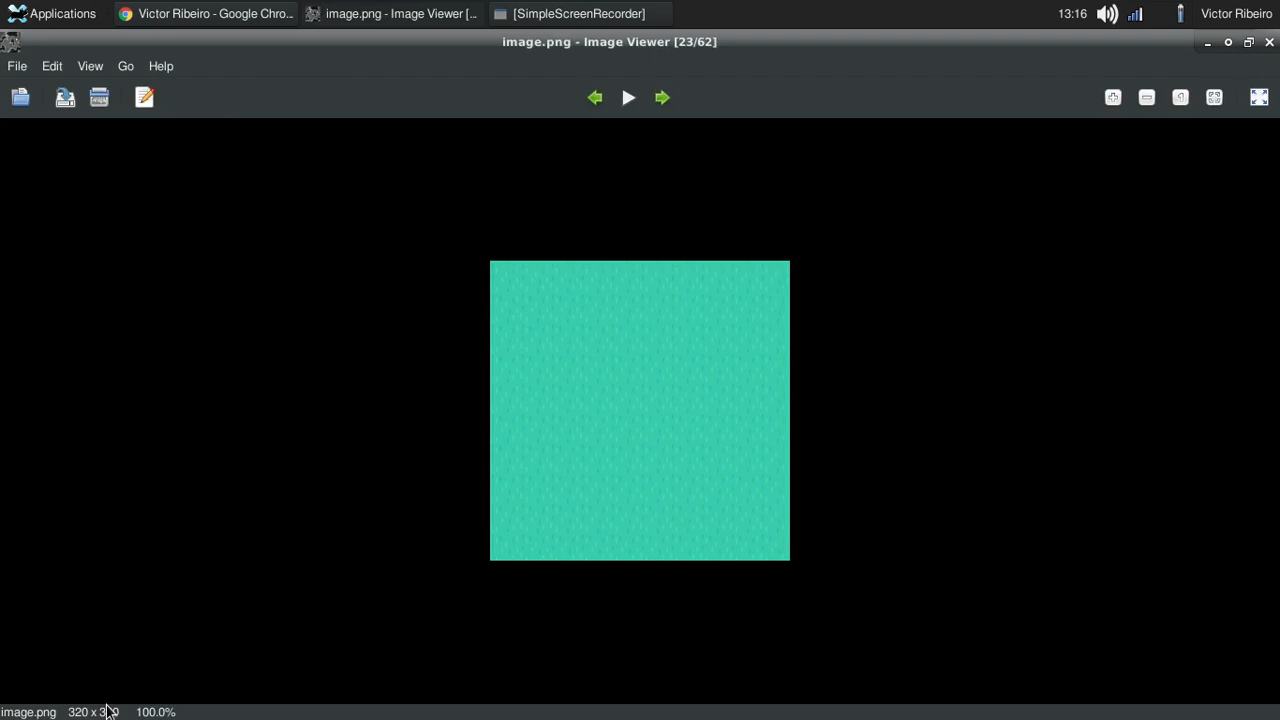 Applications
Victor Ribeiro - Google Chro...
image.png - Image Viewer [...
[SimpleScreenRecorder]
13:16
Victor Ribeiro
image.png - Image Viewer [23/62]
File Edit View Go Help
image.png 100.0%